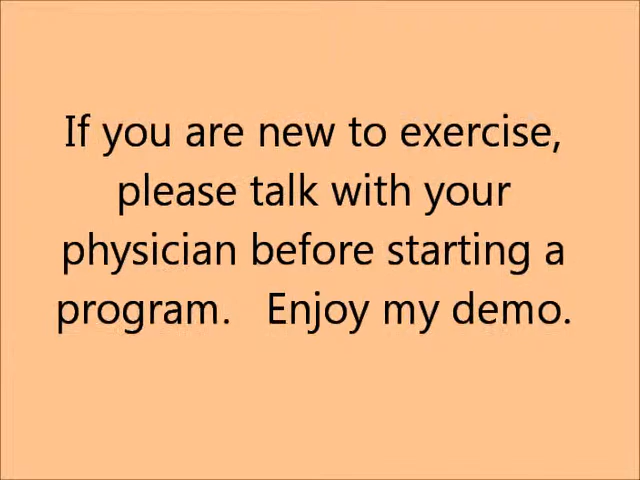 If you are new to exercise,
please talk with your
physician before starting a
program.   Enjoy my demo.